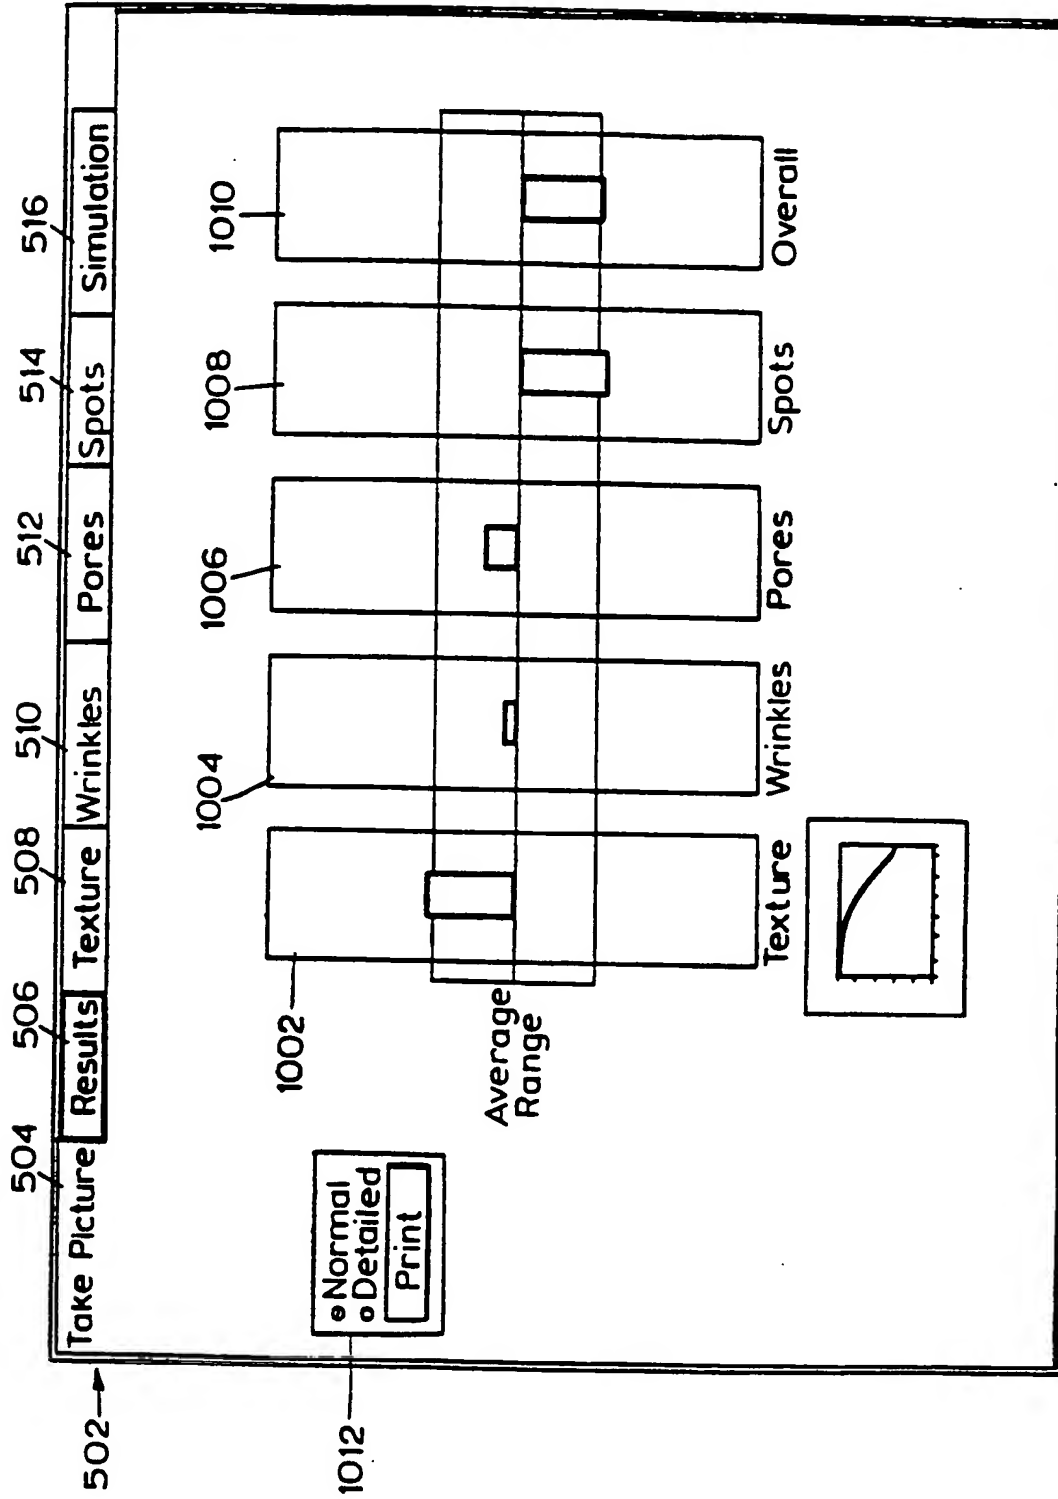 504 506 508 510 512 514 516
502
Take Picture Results Texture Wrinkles Pores Spots Simulation
1002 1004 1006 1008 1010
1012
Normal
Detailed
Print
Average
Range
Texture Wrinkles Pores Spots Overall